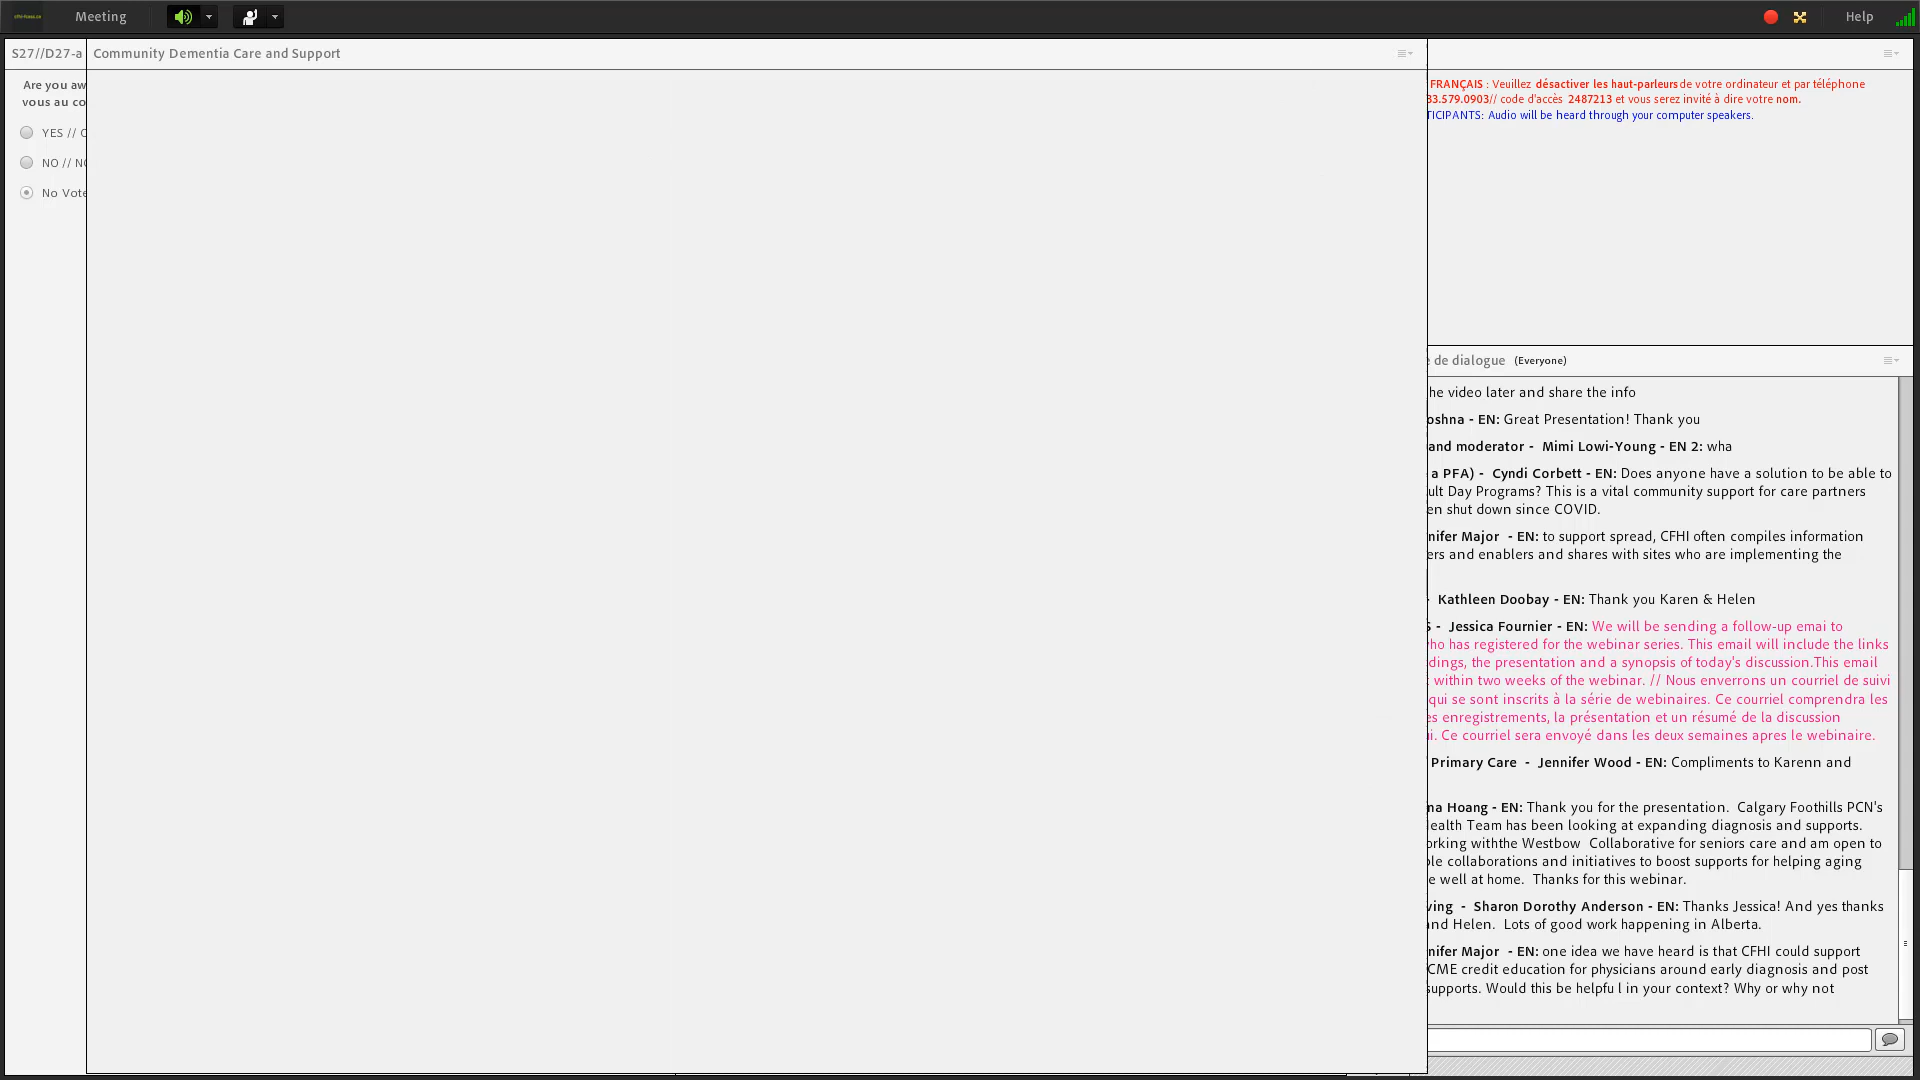 Meeting
Help
S27//D27-a
Community Dementia Care and Support
Are you aw
vous au co
YES // O
NO // NO
No Vote
FRANÇAIS : Veuillez désactiver les haut-parleurs de votre ordinateur et par téléphone
33.579.0903// code d'accès 2487213 et vous serez invité à dire votre nom.
TICIPANTS: Audio will be heard through your computer speakers.
e de dialogue (Everyone)
he video later and share the info
oshna - EN: Great Presentation! Thank you
and moderator - Mimi Lowi-Young - EN 2: wha
a PFA) - Cyndi Corbett - EN: Does anyone have a solution to be able to
ult Day Programs? This is a vital community support for care partners
en shut down since COVID.
nifer Major - EN: to support spread, CFHI often compiles information
ers and enablers and shares with sites who are implementing the
- Kathleen Doobay - EN: Thank you Karen & Helen
S - Jessica Fournier - EN: We will be sending a follow-up emai to
who has registered for the webinar series. This email will include the links
dings, the presentation and a synopsis of today's discussion.This email
t within two weeks of the webinar. // Nous enverrons un courriel de suivi
qui se sont inscrits à la série de webinaires. Ce courriel comprendra les
es enregistrements, la présentation et un résumé de la discussion
ui. Ce courriel sera envoyé dans les deux semaines apres le webinaire.
Primary Care - Jennifer Wood - EN: Compliments to Karenn and
na Hoang - EN: Thank you for the presentation. Calgary Foothills PCN's
Health Team has been looking at expanding diagnosis and supports.
orking withthe Westbow Collaborative for seniors care and am open to
ble collaborations and initiatives to boost supports for helping aging
e well at home. Thanks for this webinar.
ving - Sharon Dorothy Anderson - EN: Thanks Jessica! And yes thanks
and Helen. Lots of good work happening in Alberta.
nifer Major - EN: one idea we have heard is that CFHI could support
CME credit education for physicians around early diagnosis and post
supports. Would this be helpfu l in your context? Why or why not